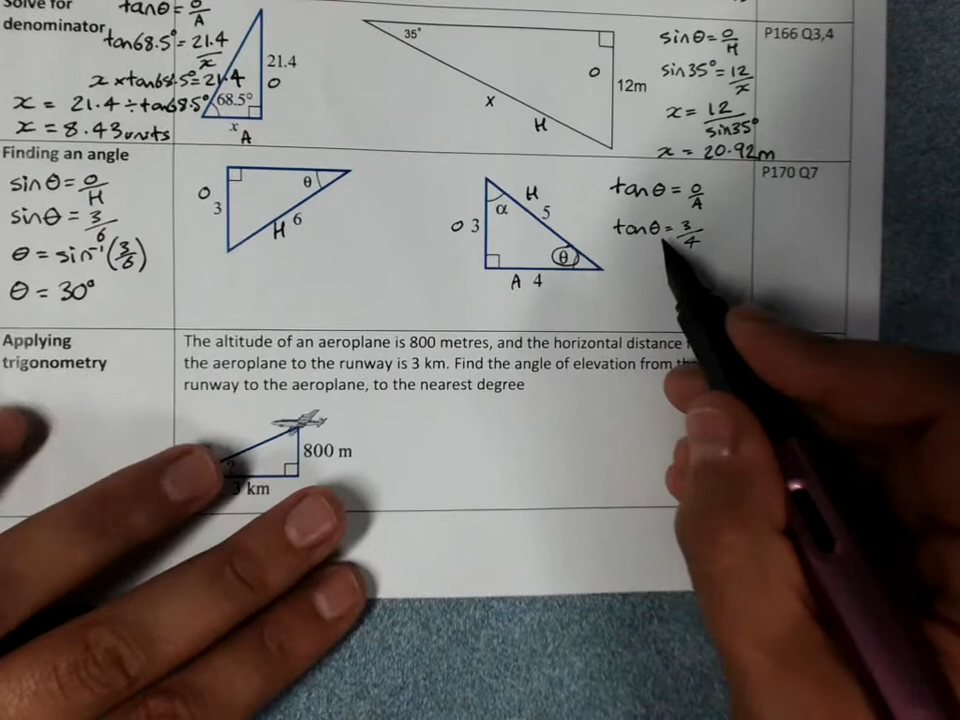 Solve for
denominator
tanθ = O/A
tan68.5° = 21.4/x
x x tan68.5° = 21.4
x = 21.4 ÷ tan68.5°
x = 8.43units
21.4
O
68.5°
x
A
35°
O
12m
x
H
sinθ = O/H
sin35° = 12/x
x = 12/sin35°
x = 20.92m
P166 Q3,4
Finding an angle
sinθ = O/H
sinθ = 3/6
θ = sin⁻¹(3/6)
θ = 30°
O
3
θ
H 6
H
5
α
O 3
θ
A 4
tanθ = O/A
tanθ = 3/4
P170 Q7
Applying
trigonometry
The altitude of an aeroplane is 800 metres, and the horizontal distance
the aeroplane to the runway is 3 km. Find the angle of elevation from
runway to the aeroplane, to the nearest degree
800 m
?
3 km